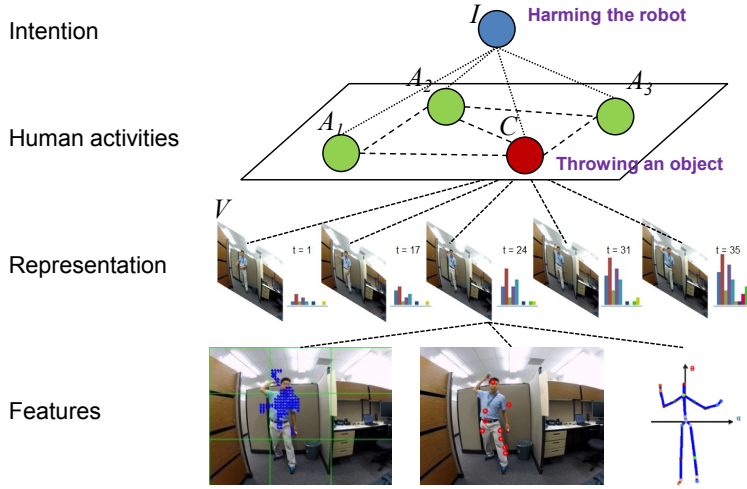 Intention
I
Harming the robot
Human activities
A1
A2
A3
C
Throwing an object
V
Representation
t = 1
t = 17
t = 24
t = 31
t = 35
Features
θ
α